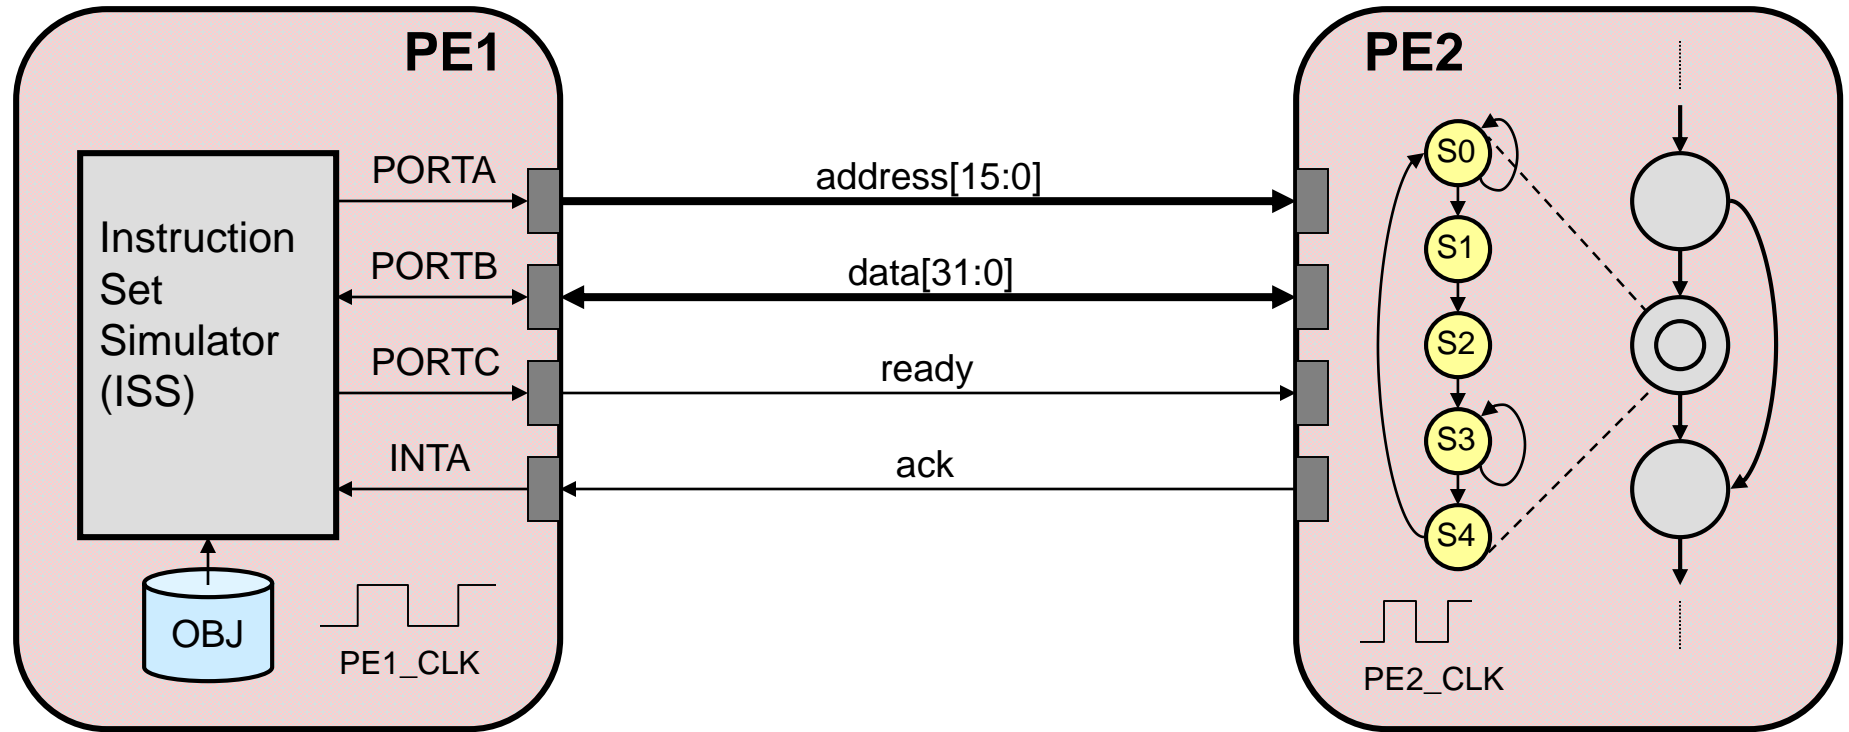 PE1
Instruction
Set
Simulator
(ISS)
PORTA
PORTB
PORTC
INTA
OBJ
PE1_CLK
address[15:0]
data[31:0]
ready
ack
PE2
S0
S1
S2
S3
S4
PE2_CLK